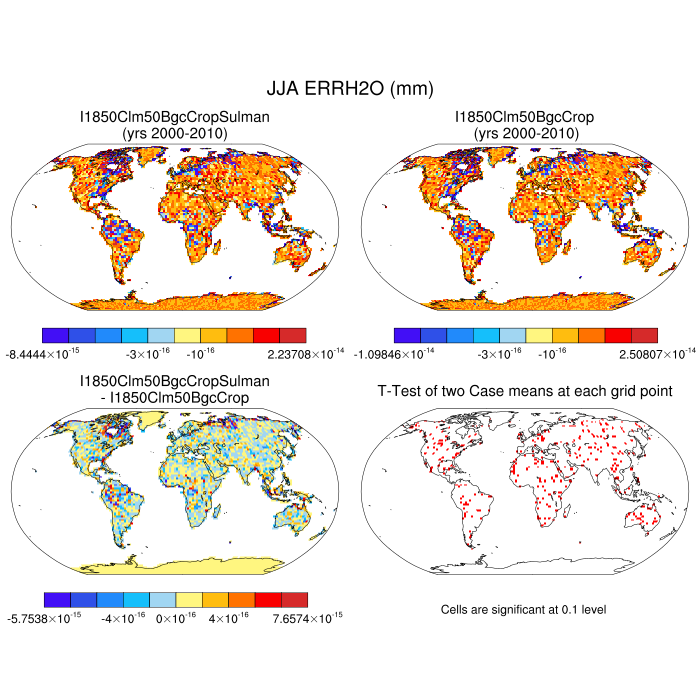 JJA ERRH2O (mm)
I1850Clm50BgcCropSulman
(yrs 2000-2010)
I1850Clm50BgcCrop
(yrs 2000-2010)
-8.4444×10⁻¹⁵ -3×10⁻¹⁶ -10⁻¹⁶ 2.23708×10⁻¹⁴
-1.09846×10⁻¹⁴ -3×10⁻¹⁶ -10⁻¹⁶ 2.50807×10⁻¹⁴
I1850Clm50BgcCropSulman
- I1850Clm50BgcCrop
T-Test of two Case means at each grid point
-5.7538×10⁻¹⁵ -4×10⁻¹⁶ 0×10⁻¹⁶ 4×10⁻¹⁶ 7.6574×10⁻¹⁵
Cells are significant at 0.1 level